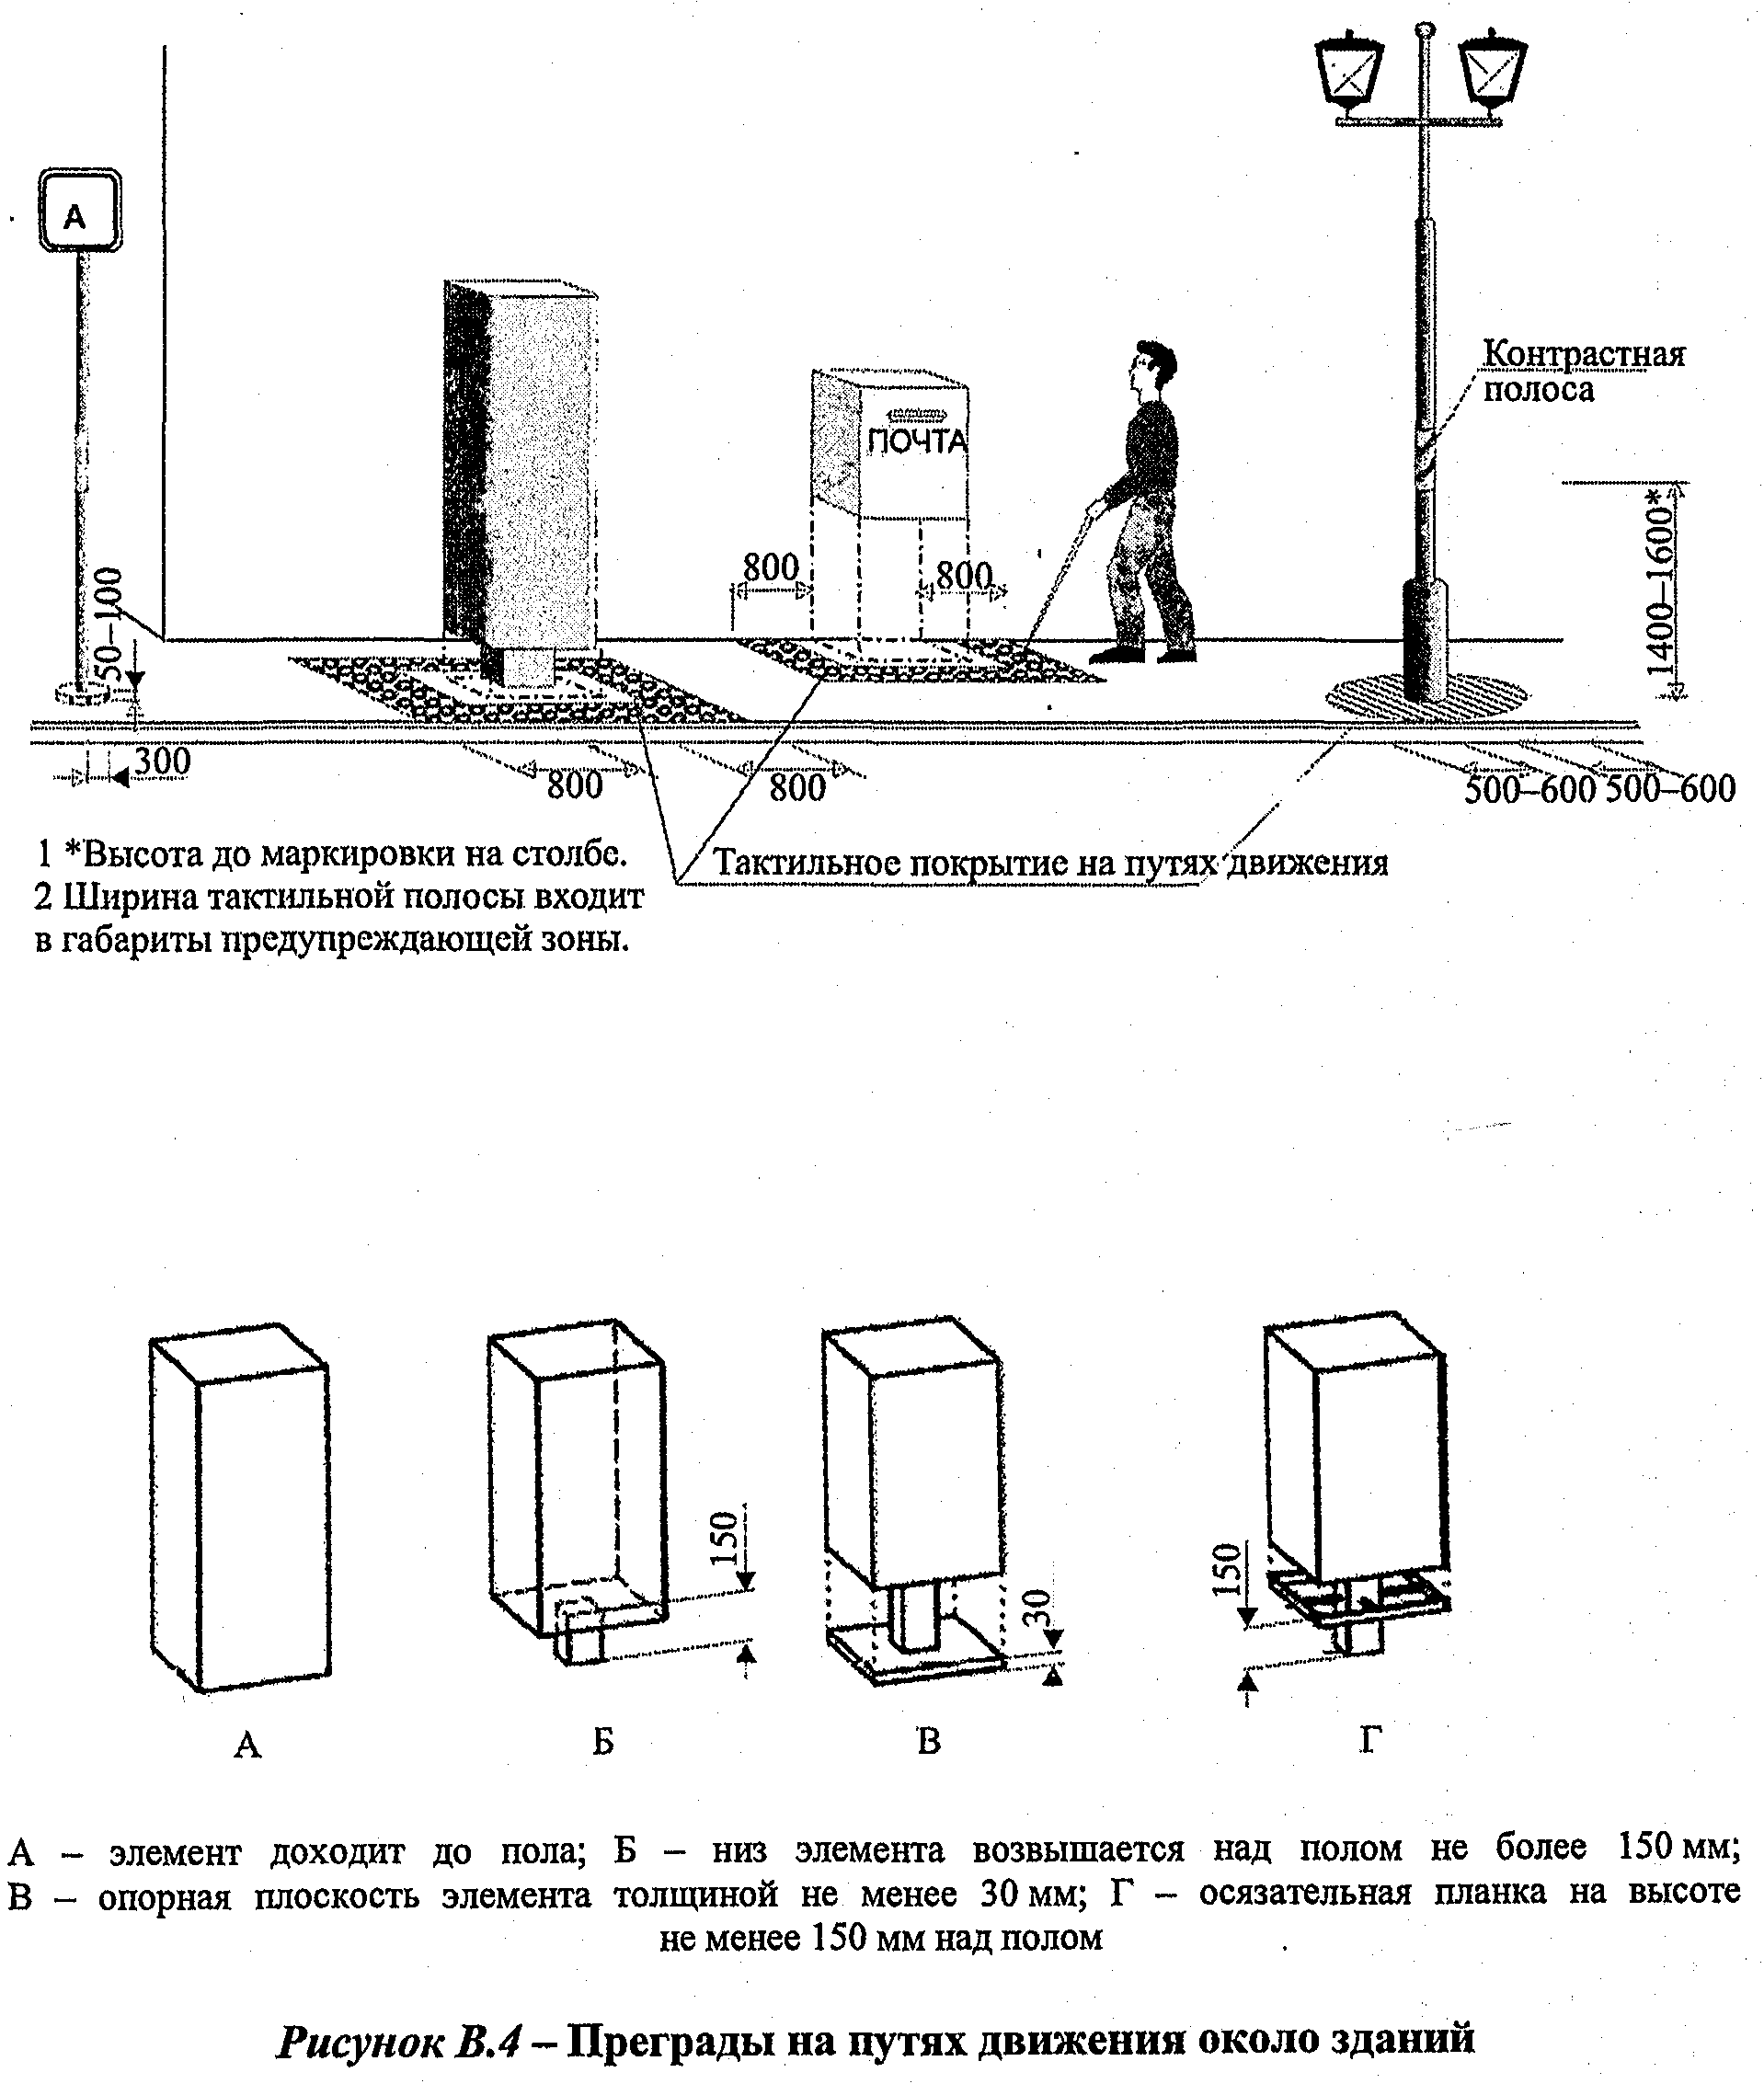 А
ПОЧТА
Контрастная
полоса
800
800
50–100
1400–1600*
300
800
800
500–600 500–600
1 *Высота до маркировки на столбе.
2 Ширина тактильной полосы входит
в габариты предупреждающей зоны.
Тактильное покрытие на путях движения
150
30
150
А
Б
В
Г
А – элемент доходит до пола; Б – низ элемента возвышается над полом не более 150 мм;
В – опорная плоскость элемента толщиной не менее 30 мм; Г – осязательная планка на высоте
не менее 150 мм над полом
Рисунок В.4 – Преграды на путях движения около зданий